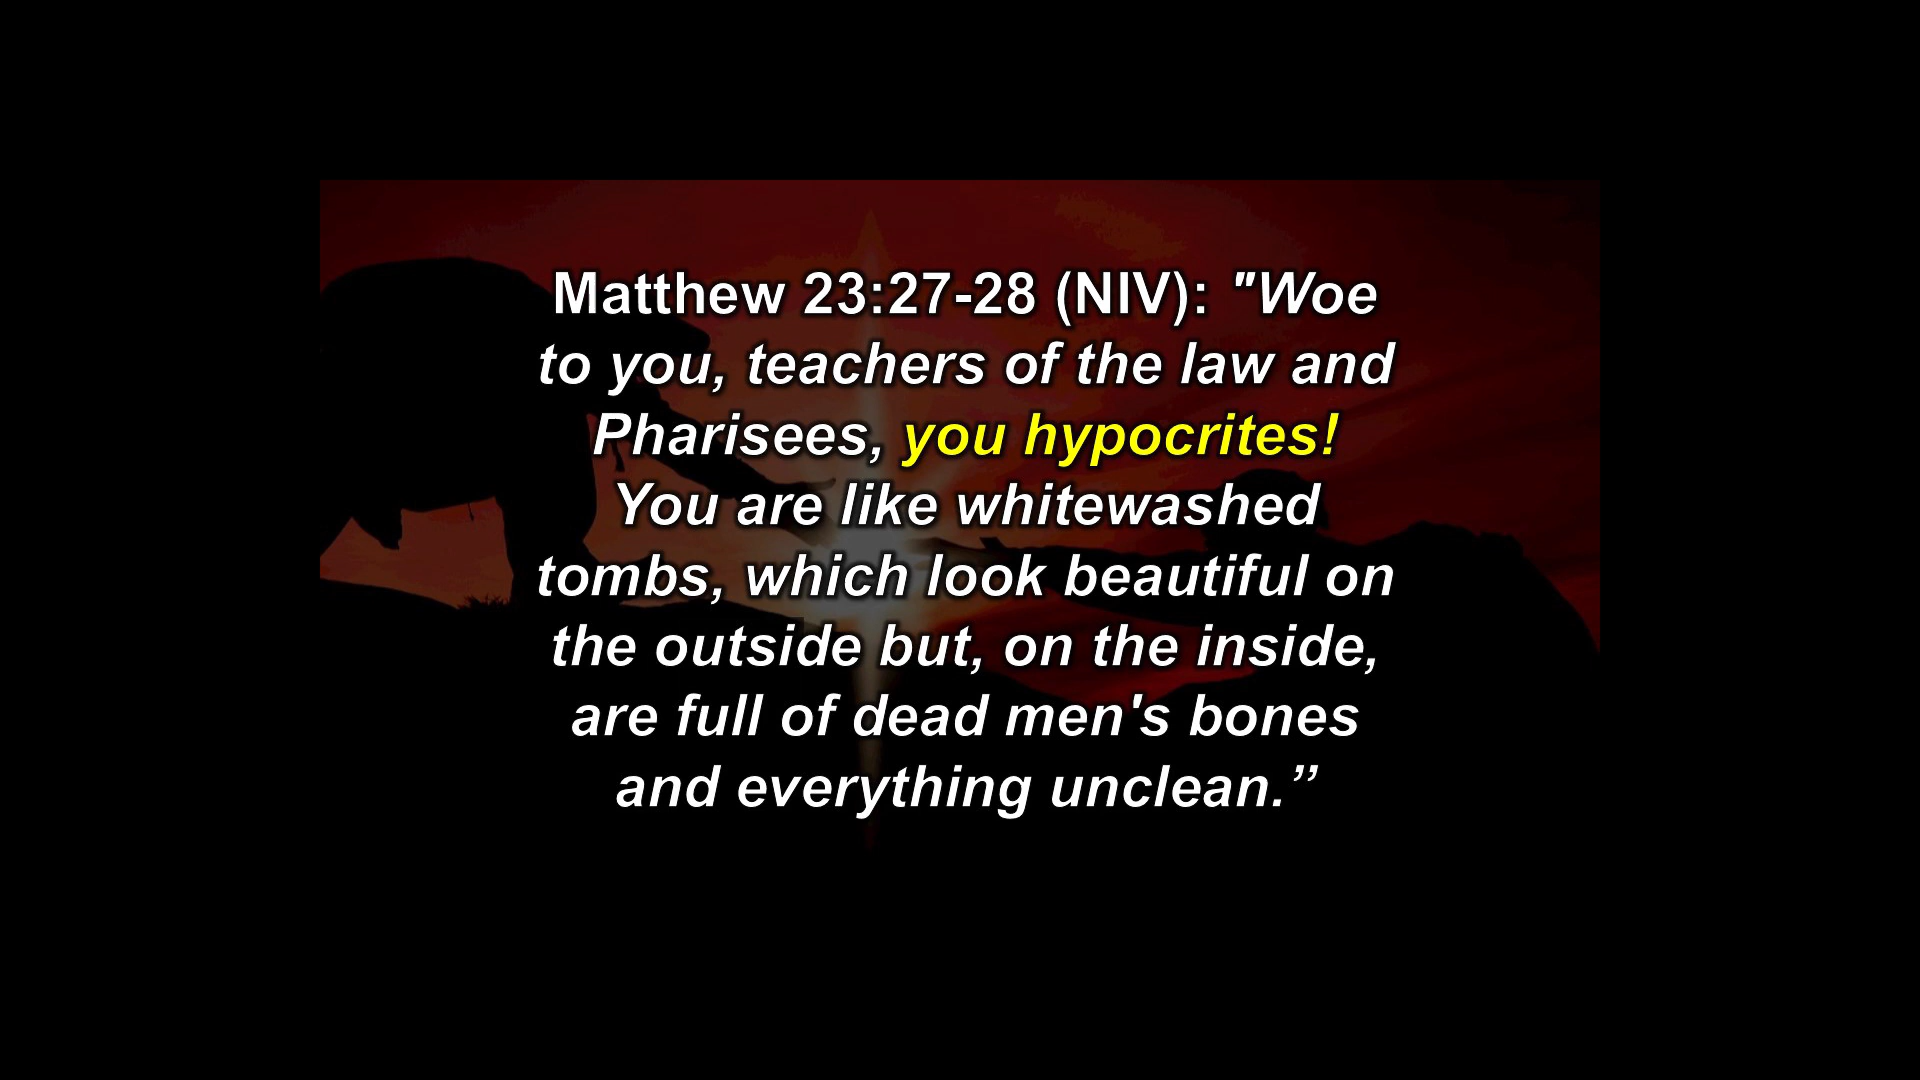 Matthew 23:27-28 (NIV): "Woe
to you, teachers of the law and
Pharisees, you hypocrites!
You are like whitewashed
tombs, which look beautiful on
the outside but, on the inside,
are full of dead men's bones
and everything unclean.”